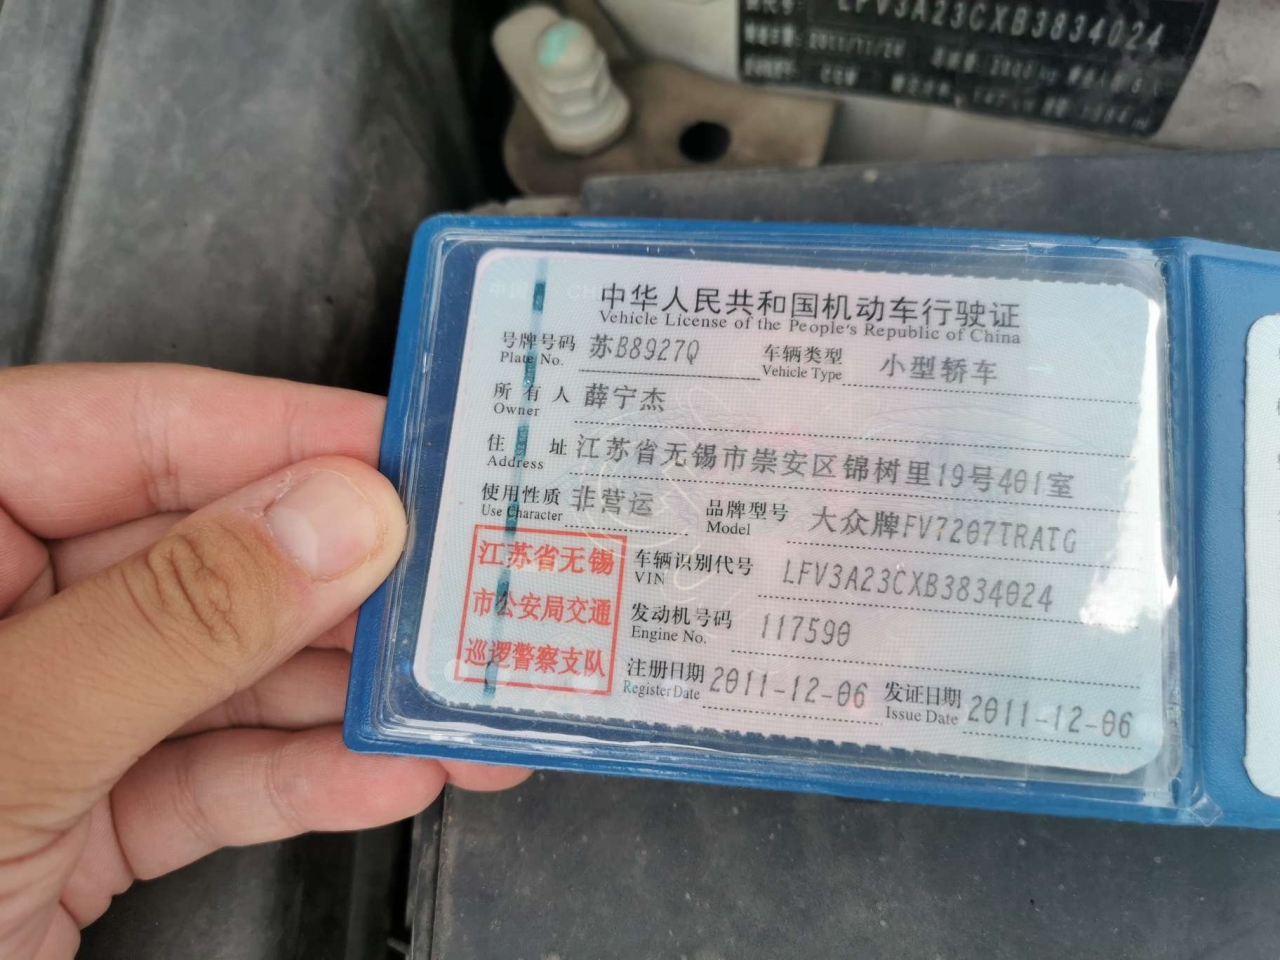 LFV3A23CXB3834024
中华人民共和国机动车行驶证
Vehicle License of the People's Republic of China
号牌号码 苏B8927Q 车辆类型 小型轿车
Plate No. Vehicle Type
所有人 薛宁杰
Owner
住址 江苏省无锡市崇安区锦树里19号401室
Address
使用性质 非营运 品牌型号 大众牌FV7207TRATG
Use Character Model
江苏省无锡
市公安局交通
巡逻警察支队
车辆识别代号 LFV3A23CXB3834024
VIN
发动机号码 117590
Engine No.
注册日期 2011-12-06 发证日期 2011-12-06
Register Date Issue Date